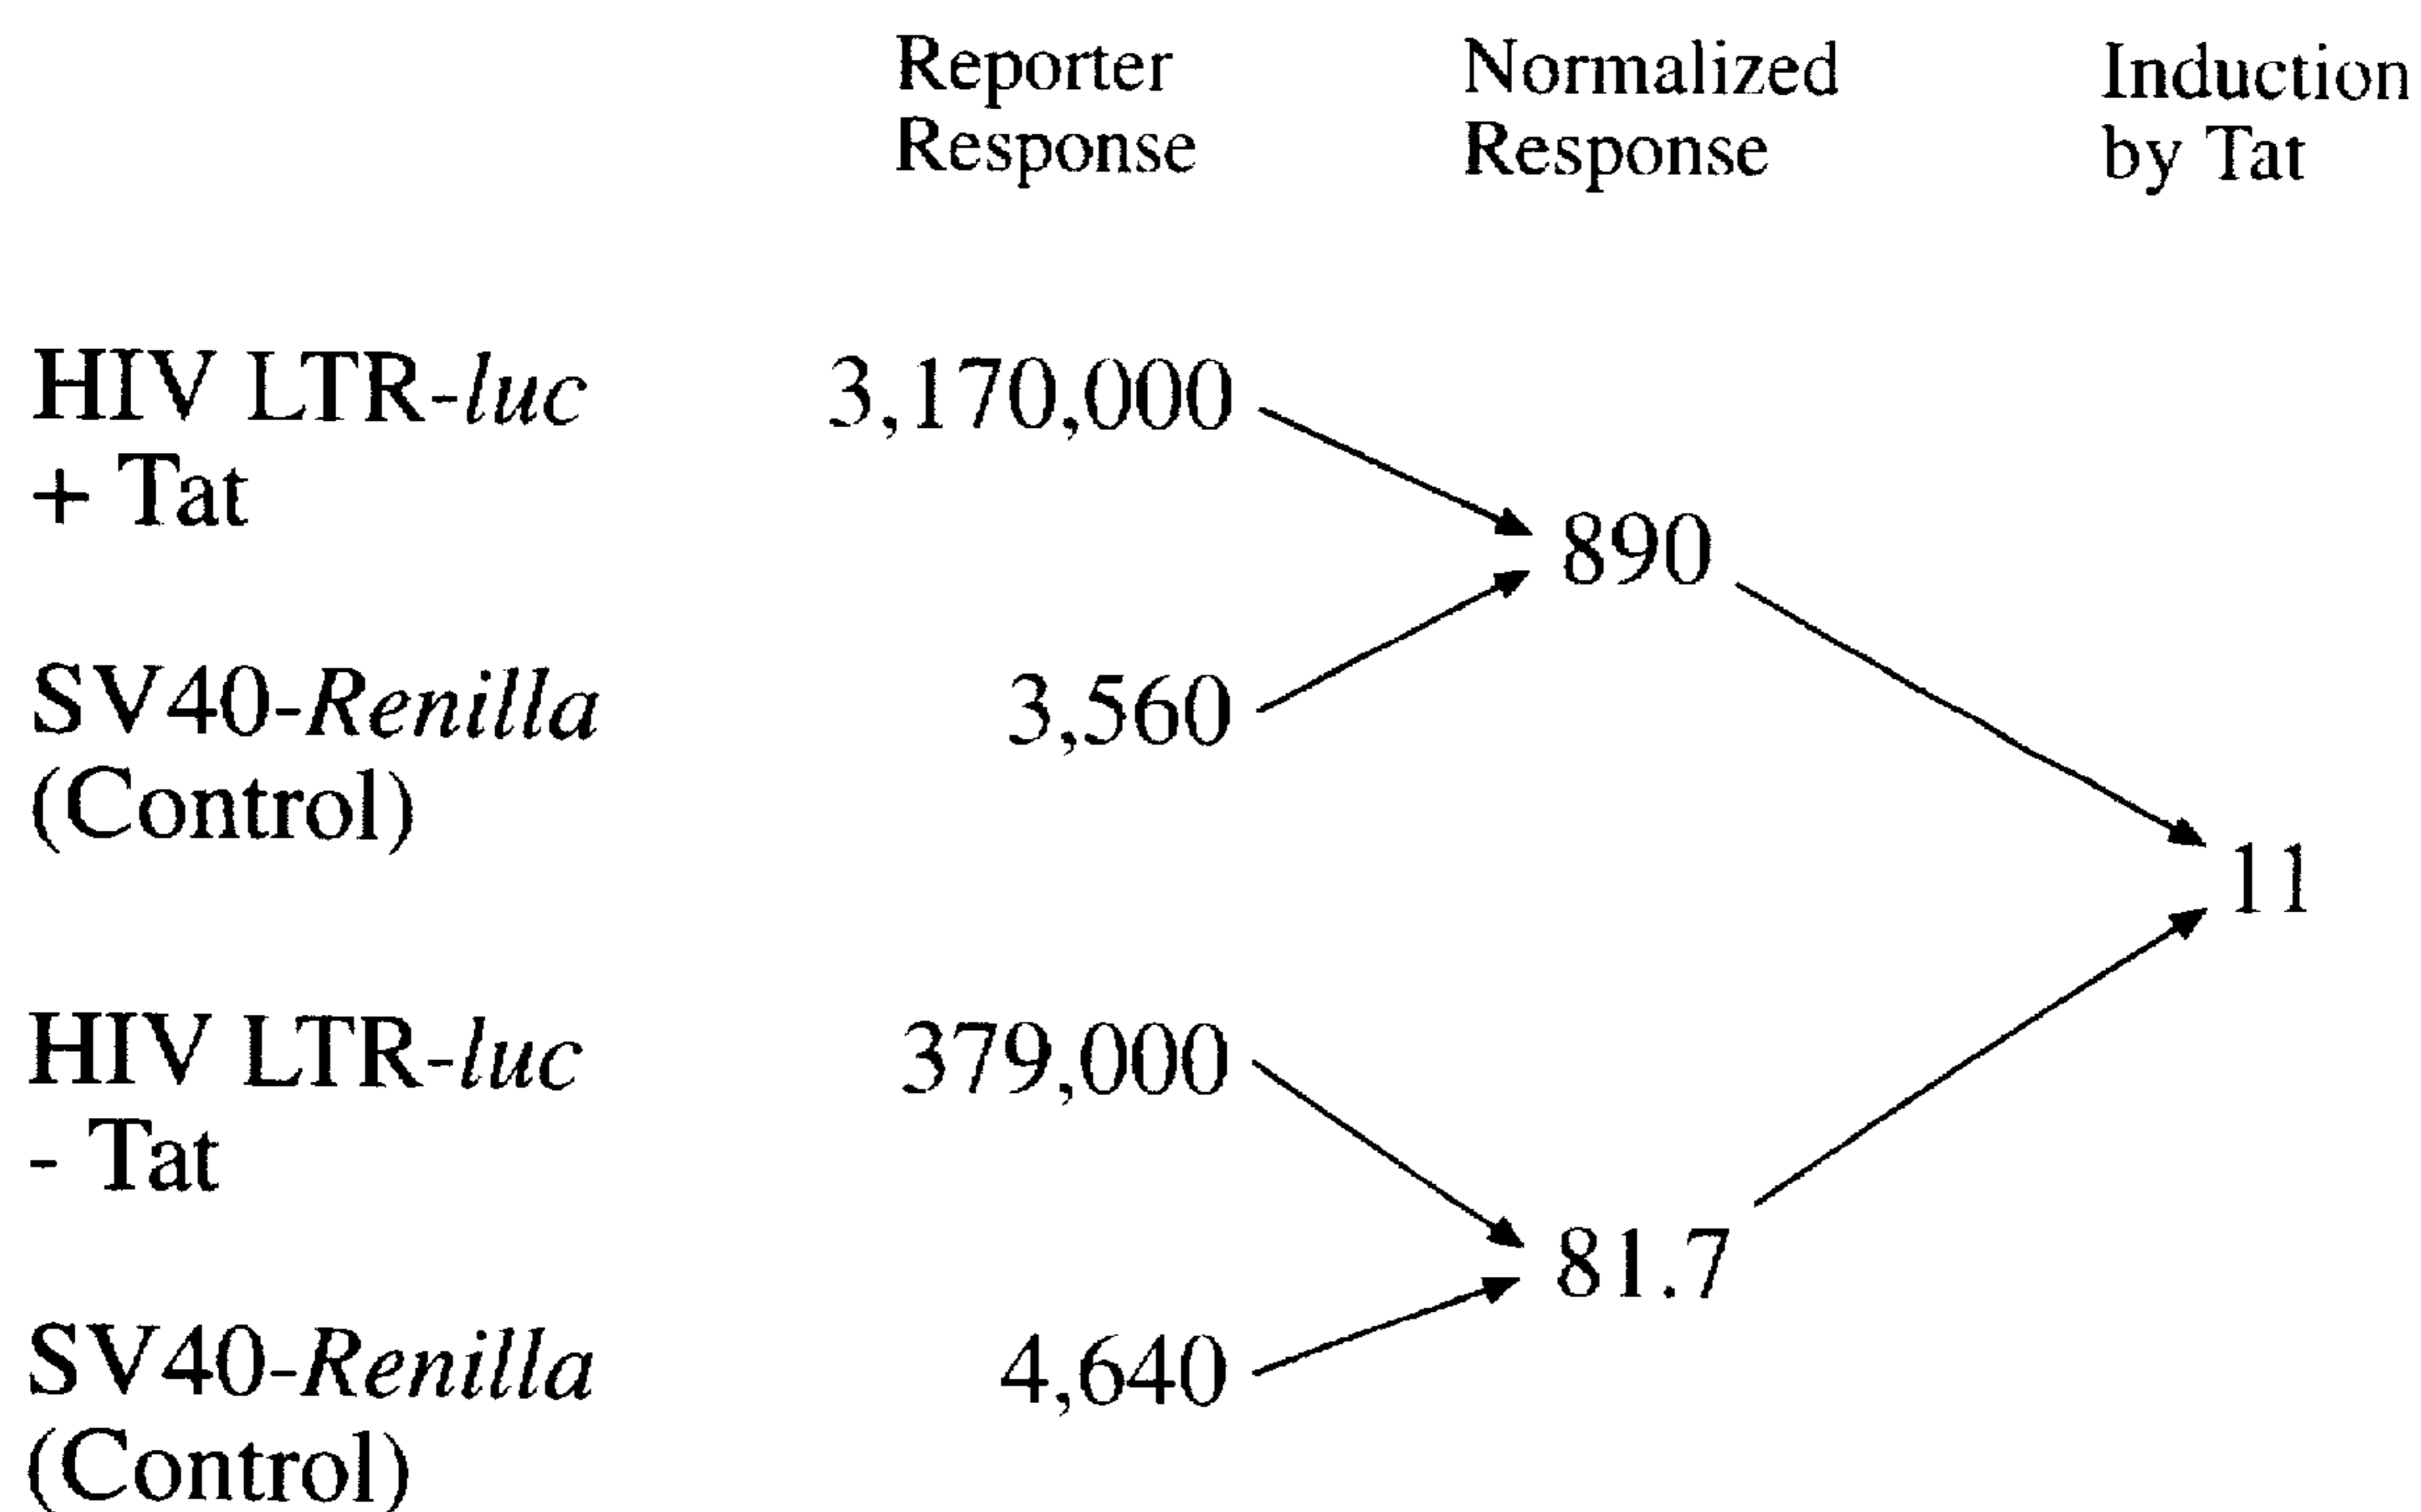 Reporter
Response
Normalized
Response
Induction
by Tat
HIV LTR-luc
+ Tat
3,170,000
890
SV40-Renilla
(Control)
3,560
11
HIV LTR-luc
- Tat
379,000
81.7
SV40-Renilla
(Control)
4,640